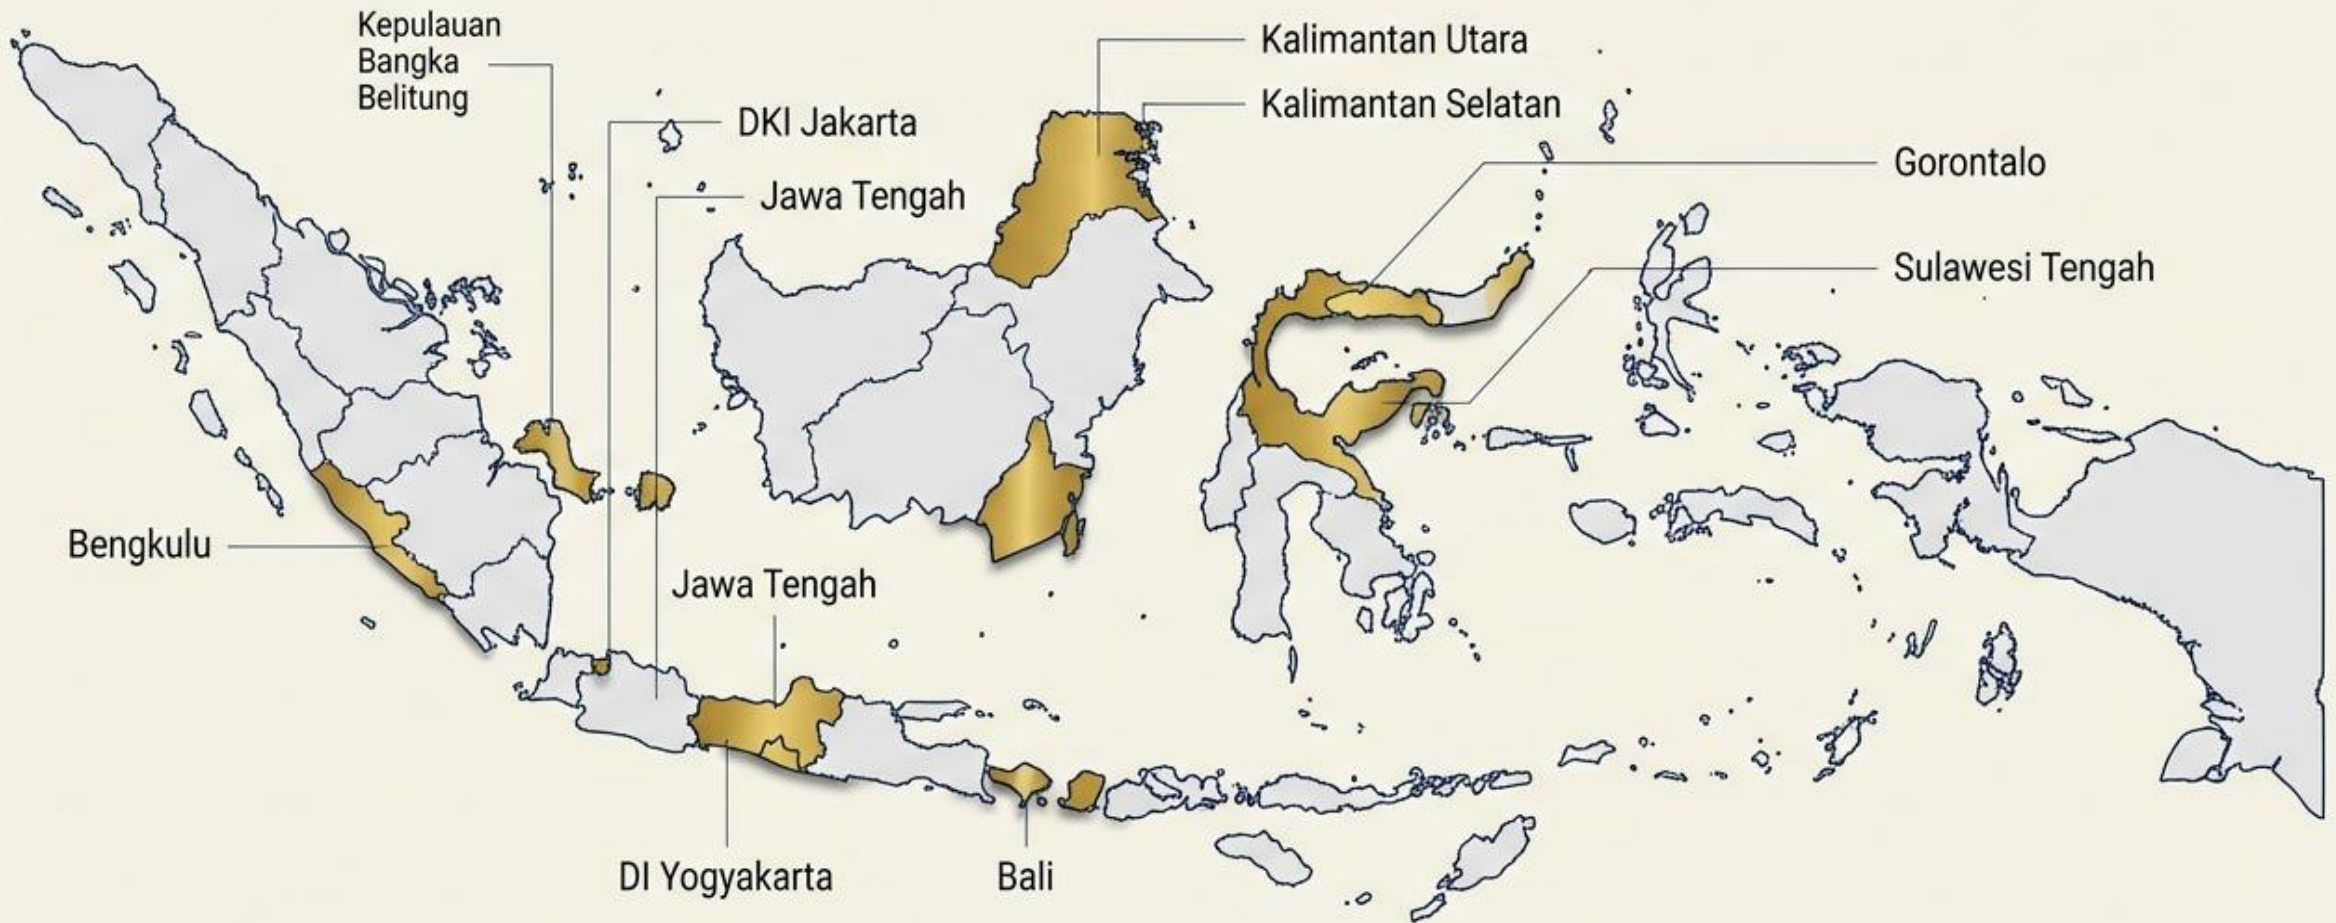 Kepulauan
Bangka
Belitung
Kalimantan Utara
Kalimantan Selatan
DKI Jakarta
Gorontalo
Jawa Tengah
Sulawesi Tengah
Bengkulu
Jawa Tengah
DI Yogyakarta
Bali